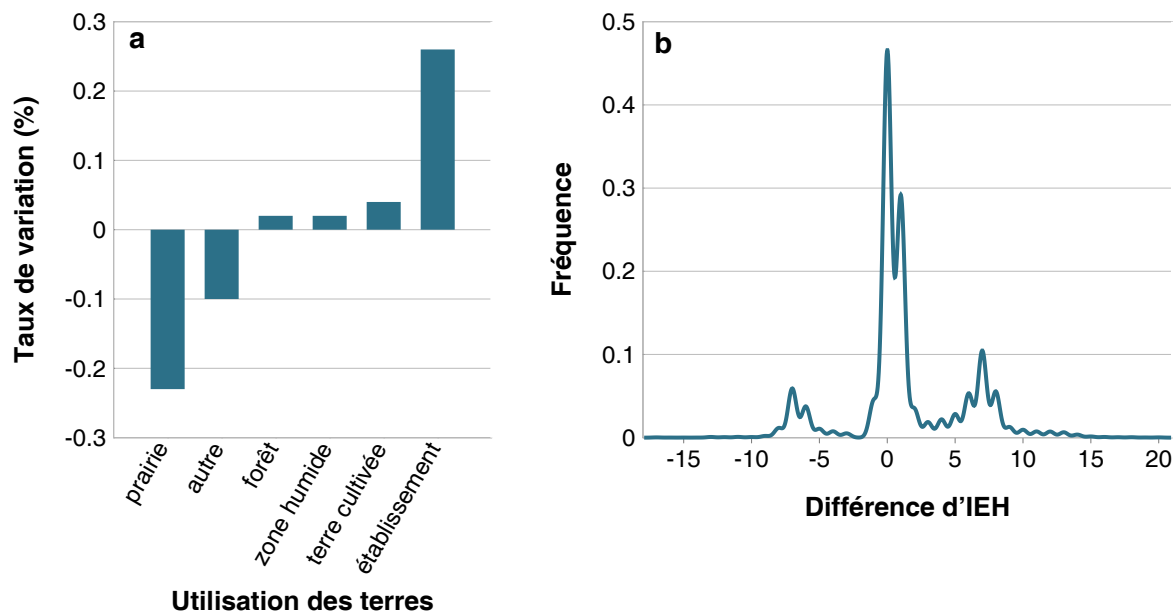 a
Taux de variation (%)
0.3
0.2
0.1
0
-0.1
-0.2
-0.3
prairie
autre
forêt
zone humide
terre cultivée
établissement
Utilisation des terres
b
Fréquence
0.5
0.4
0.3
0.2
0.1
0
-15
-10
-5
0
5
10
15
20
Différence d'IEH